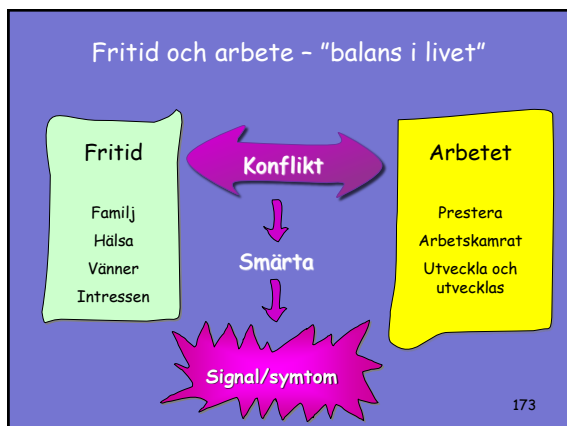 Fritid och arbete – "balans i livet"
Fritid
Familj
Hälsa
Vänner
Intressen
Konflikt
Smärta
Signal/symtom
Arbetet
Prestera
Arbetskamrat
Utveckla och
utvecklas
173